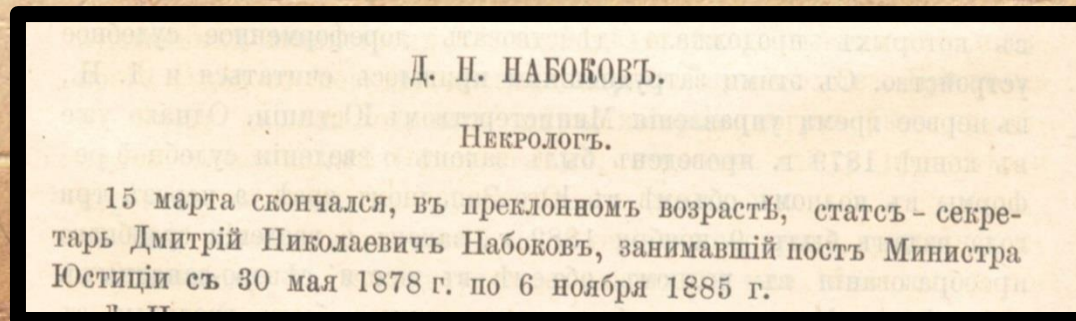 Д. Н. НАБОКОВЪ.
Некрологъ.
15 марта скончался, въ преклонномъ возрастѣ, статсъ-секре-
тарь Дмитрій Николаевичъ Набоковъ, занимавшій постъ Министра
Юстиціи съ 30 мая 1878 г. по 6 ноября 1885 г.